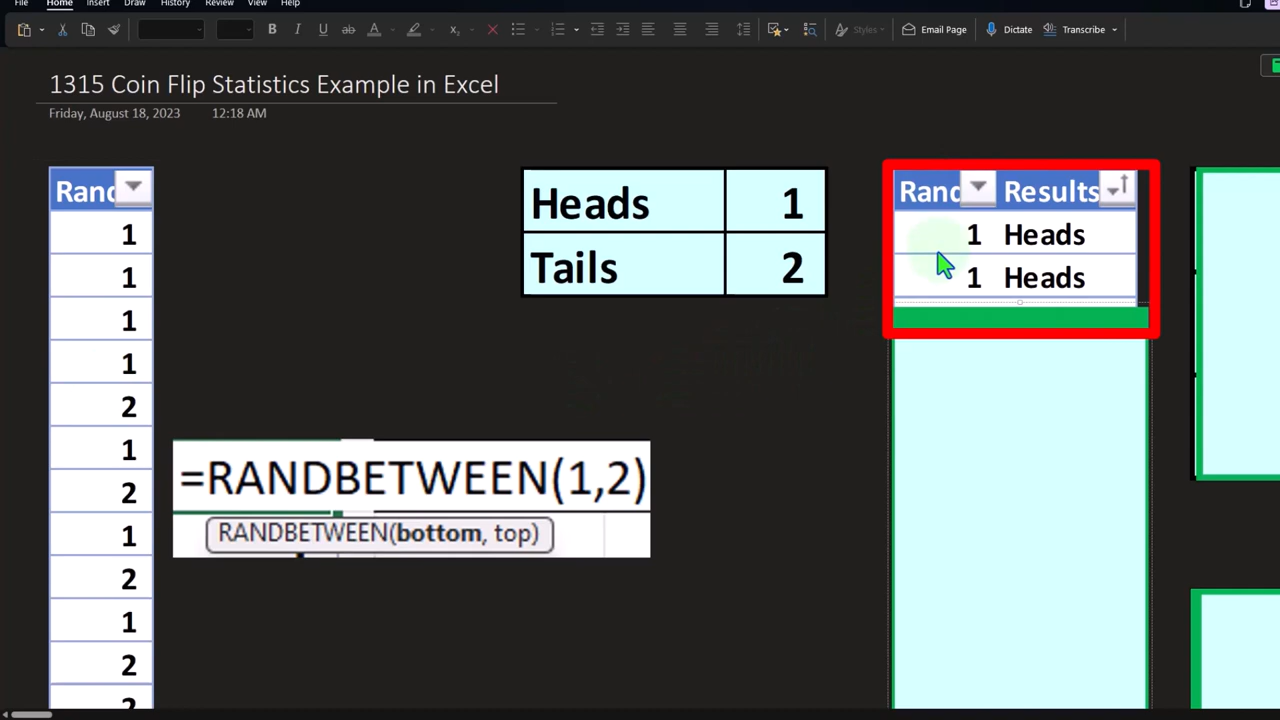 File Home Insert Draw History Review View Help
Styles Email Page Dictate Transcribe
1315 Coin Flip Statistics Example in Excel
Friday, August 18, 2023 12:18 AM
Rand
1
1
1
1
2
1
2
1
2
1
2
2
Heads 1
Tails 2
=RANDBETWEEN(1,2)
RANDBETWEEN(bottom, top)
Rand Results
1 Heads
1 Heads